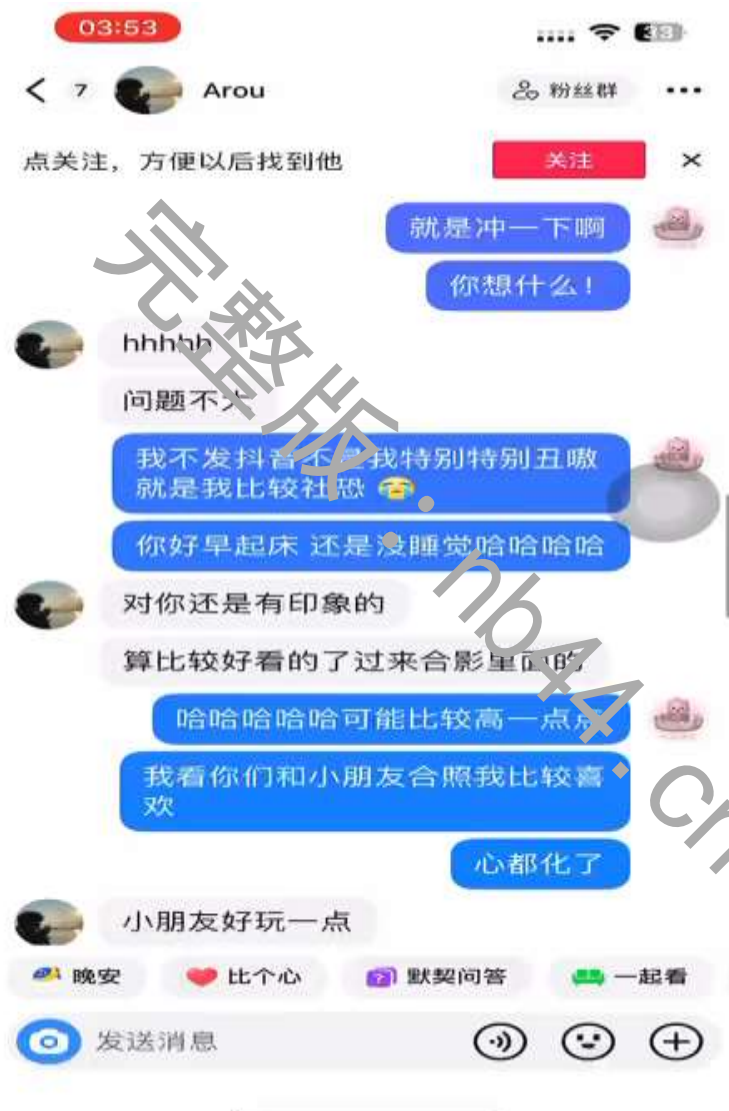 03:53
33
7
Arou
粉丝群
点关注，方便以后找到他
关注
就是冲一下啊
你想什么！
hhhhh
问题不大
我不发抖音不是我特别特别丑嗷
就是我比较社恐 😭
你好早起床 还是没睡觉哈哈哈哈
对你还是有印象的
算比较好看的了过来合影里面的
哈哈哈哈哈可能比较高一点点
我看你们和小朋友合照我比较喜
欢
心都化了
小朋友好玩一点
晚安
比个心
默契问答
一起看
发送消息
完整版：nb44.cn